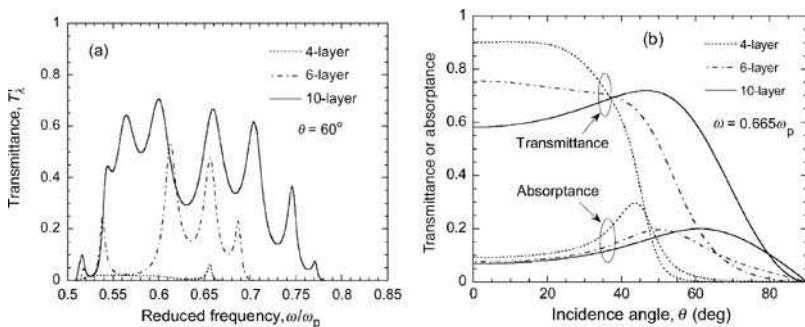 (a)
4-layer
6-layer
10-layer
θ = 60°
Transmittance, T'λ
0
0.2
0.4
0.6
0.8
1
0.5
0.55
0.6
0.65
0.7
0.75
0.8
0.85
Reduced frequency, ω/ωp
(b)
4-layer
6-layer
10-layer
ω = 0.665ωp
Transmittance
Absorptance
Transmittance or absorptance
0
0.2
0.4
0.6
0.8
1
0
20
40
60
80
Incidence angle, θ (deg)